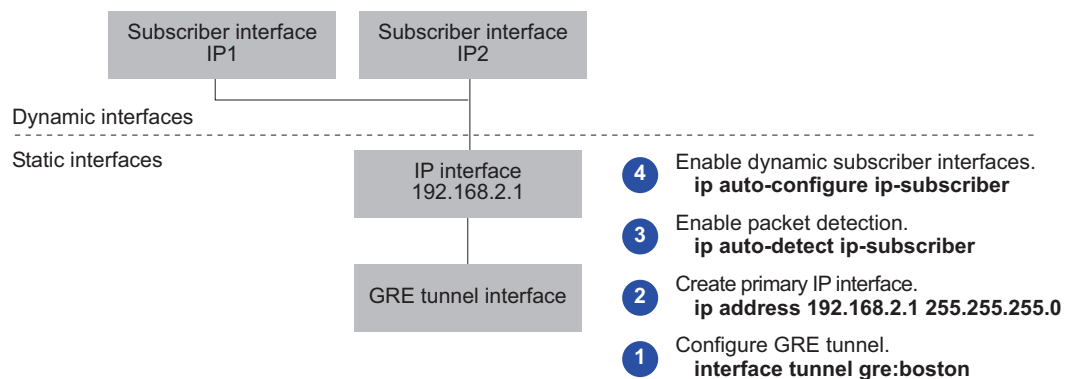 Subscriber interface
IP1
Subscriber interface
IP2
Dynamic interfaces
Static interfaces
IP interface
192.168.2.1
GRE tunnel interface
4
Enable dynamic subscriber interfaces.
ip auto-configure ip-subscriber
3
Enable packet detection.
ip auto-detect ip-subscriber
2
Create primary IP interface.
ip address 192.168.2.1 255.255.255.0
1
Configure GRE tunnel.
interface tunnel gre:boston